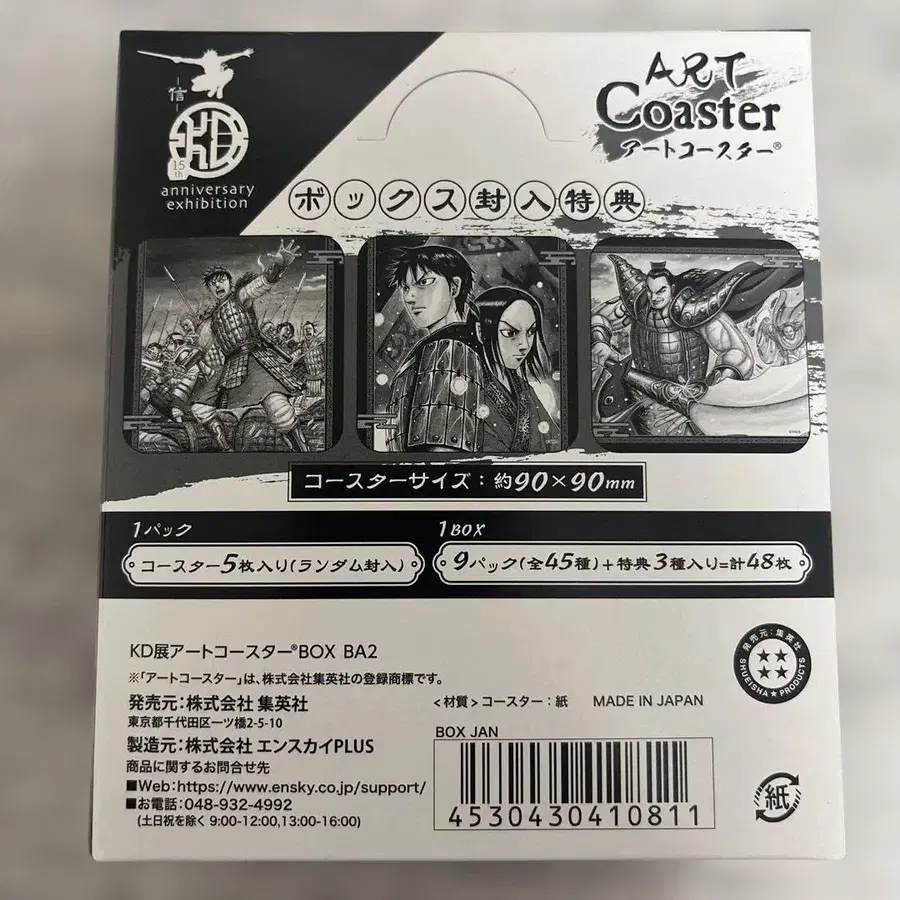 -信-
KD
15th
anniversary
exhibition
ART
Coaster
アートコースター®
ボックス封入特典
コースターサイズ：約90×90mm
1パック
コースター5枚入り(ランダム封入)
1BOX
9パック(全45種)+特典3種入り=計48枚
KD展アートコースター®BOX BA2
※「アートコースター」は、株式会社集英社の登録商標です。
発売元：株式会社 集英社
東京都千代田区一ツ橋2-5-10
製造元：株式会社 エンスカイPLUS
商品に関するお問合せ先
■Web：https://www.ensky.co.jp/support/
■お電話：048-932-4992
(土日祝を除く 9:00-12:00,13:00-16:00)
<材質>コースター：紙 MADE IN JAPAN
BOX JAN
4530430410811
発売元：集英社
SHUEISHA★PRODUCTS
紙